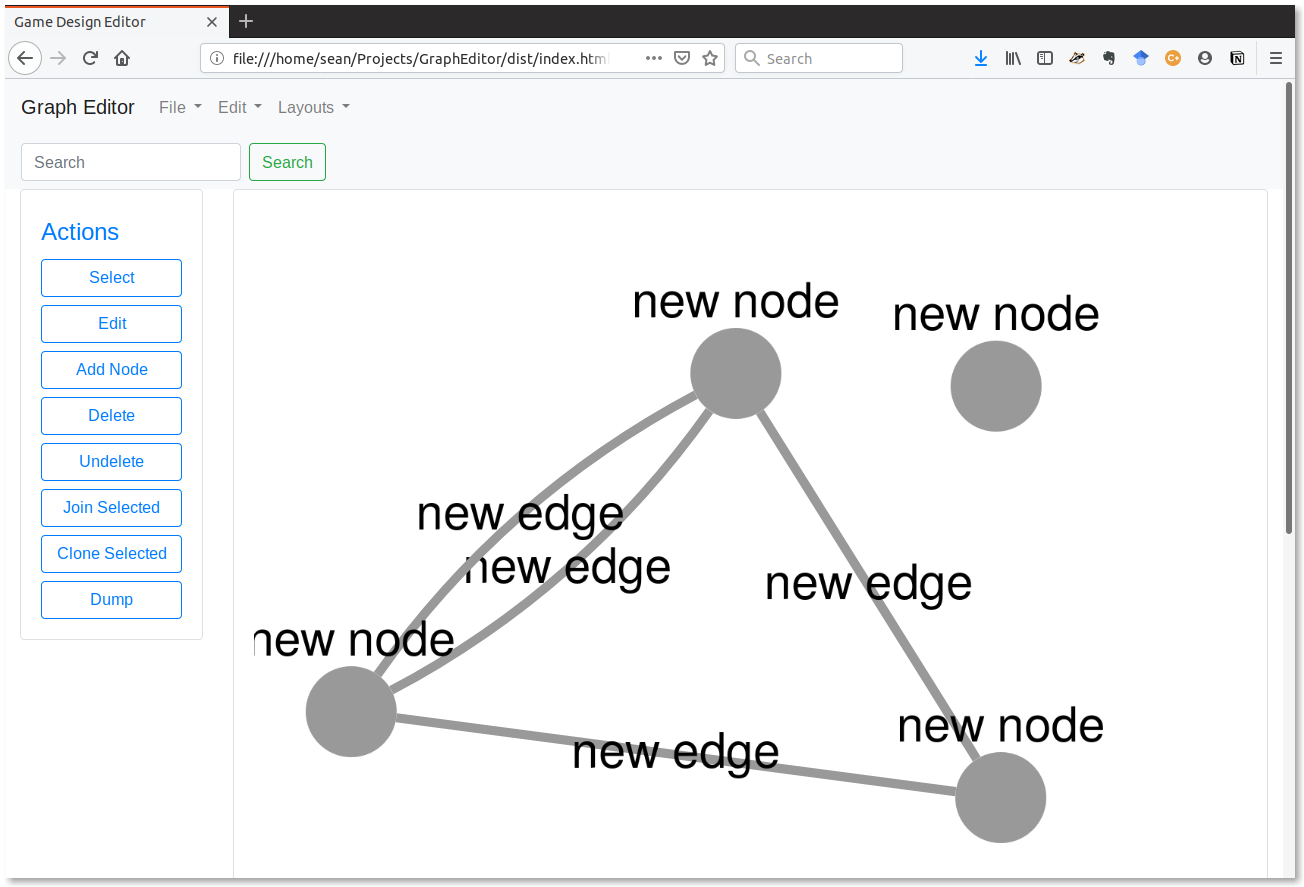 Game Design Editor
file:///home/sean/Projects/GraphEditor/dist/index.html
Search
Graph Editor
File
Edit
Layouts
Search
Search
Actions
Select
Edit
Add Node
Delete
Undelete
Join Selected
Clone Selected
Dump
new node
new node
new edge
new edge
new edge
new node
new node
new edge